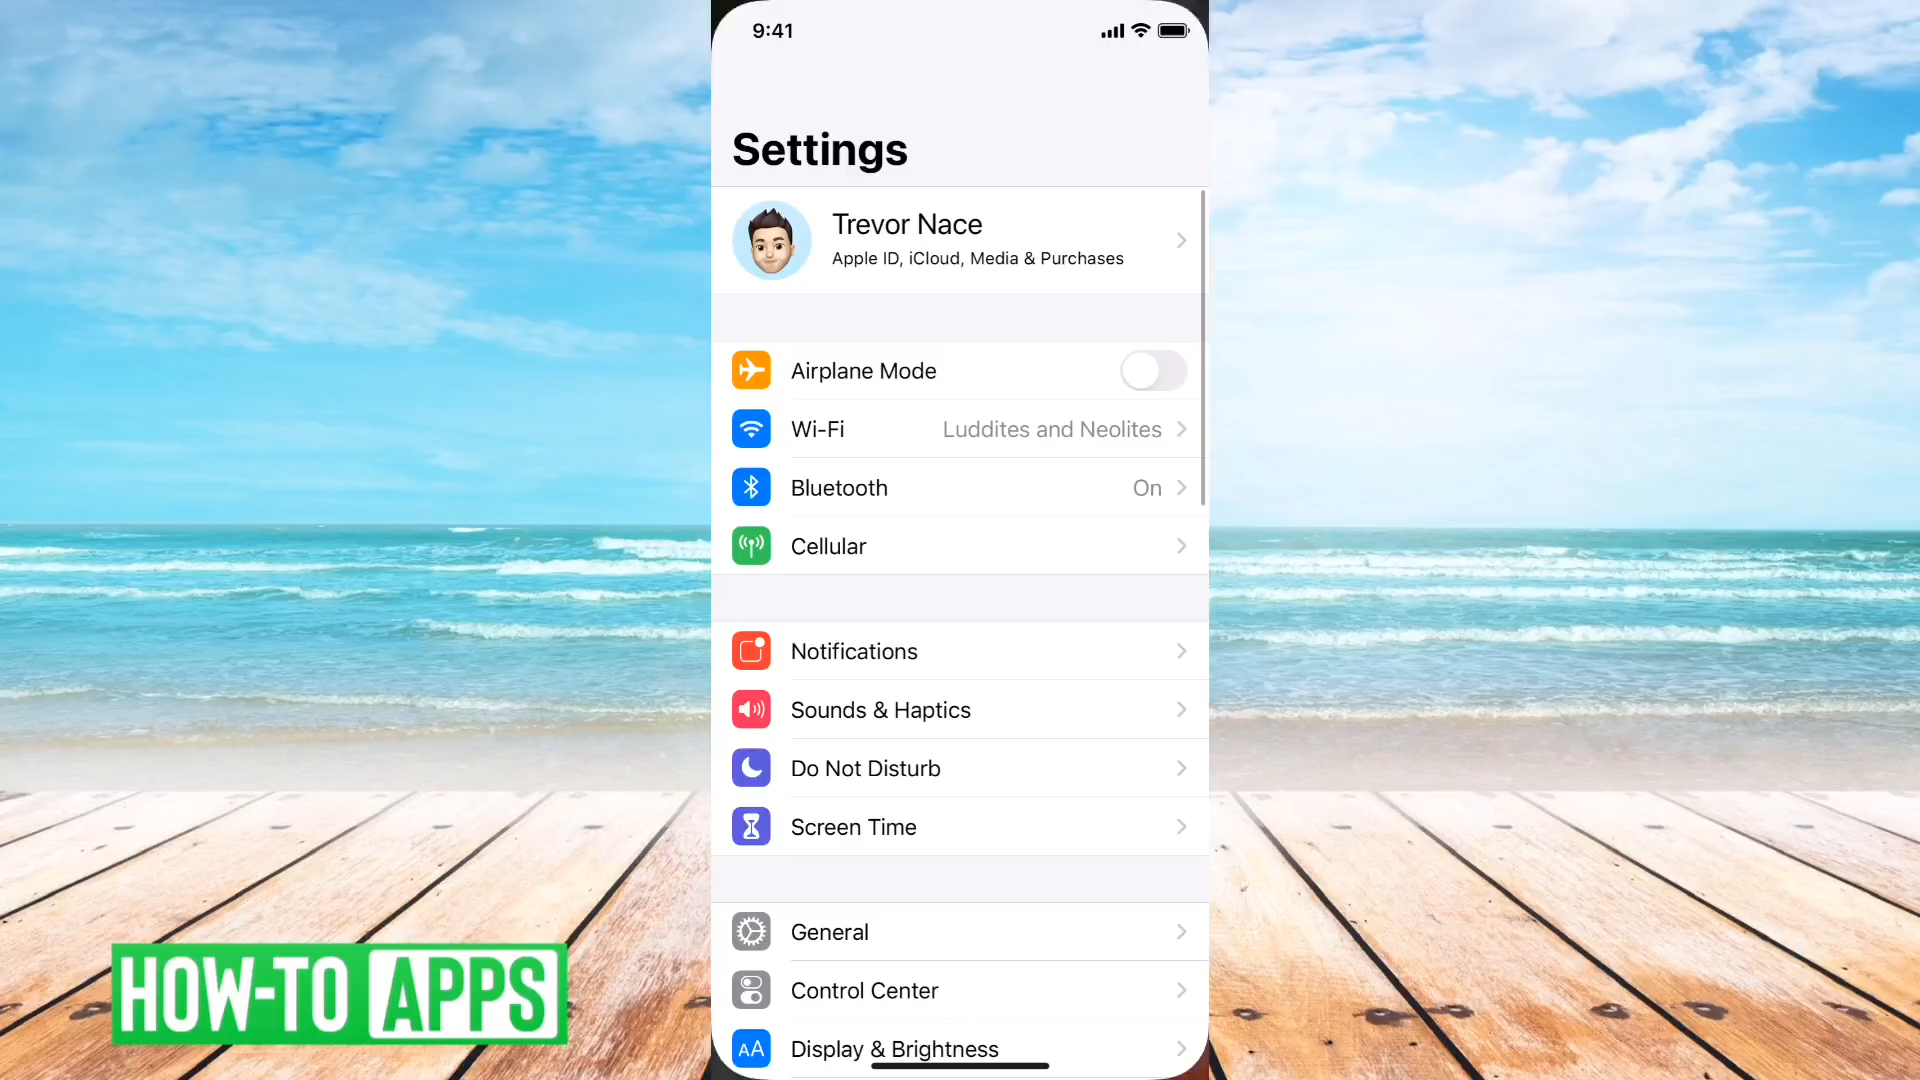 9:41
Settings
Trevor Nace
Apple ID, iCloud, Media & Purchases
Airplane Mode
Wi-Fi Luddites and Neolites
Bluetooth On
Cellular
Notifications
Sounds & Haptics
Do Not Disturb
Screen Time
General
Control Center
AA Display & Brightness
HOW-TO APPS